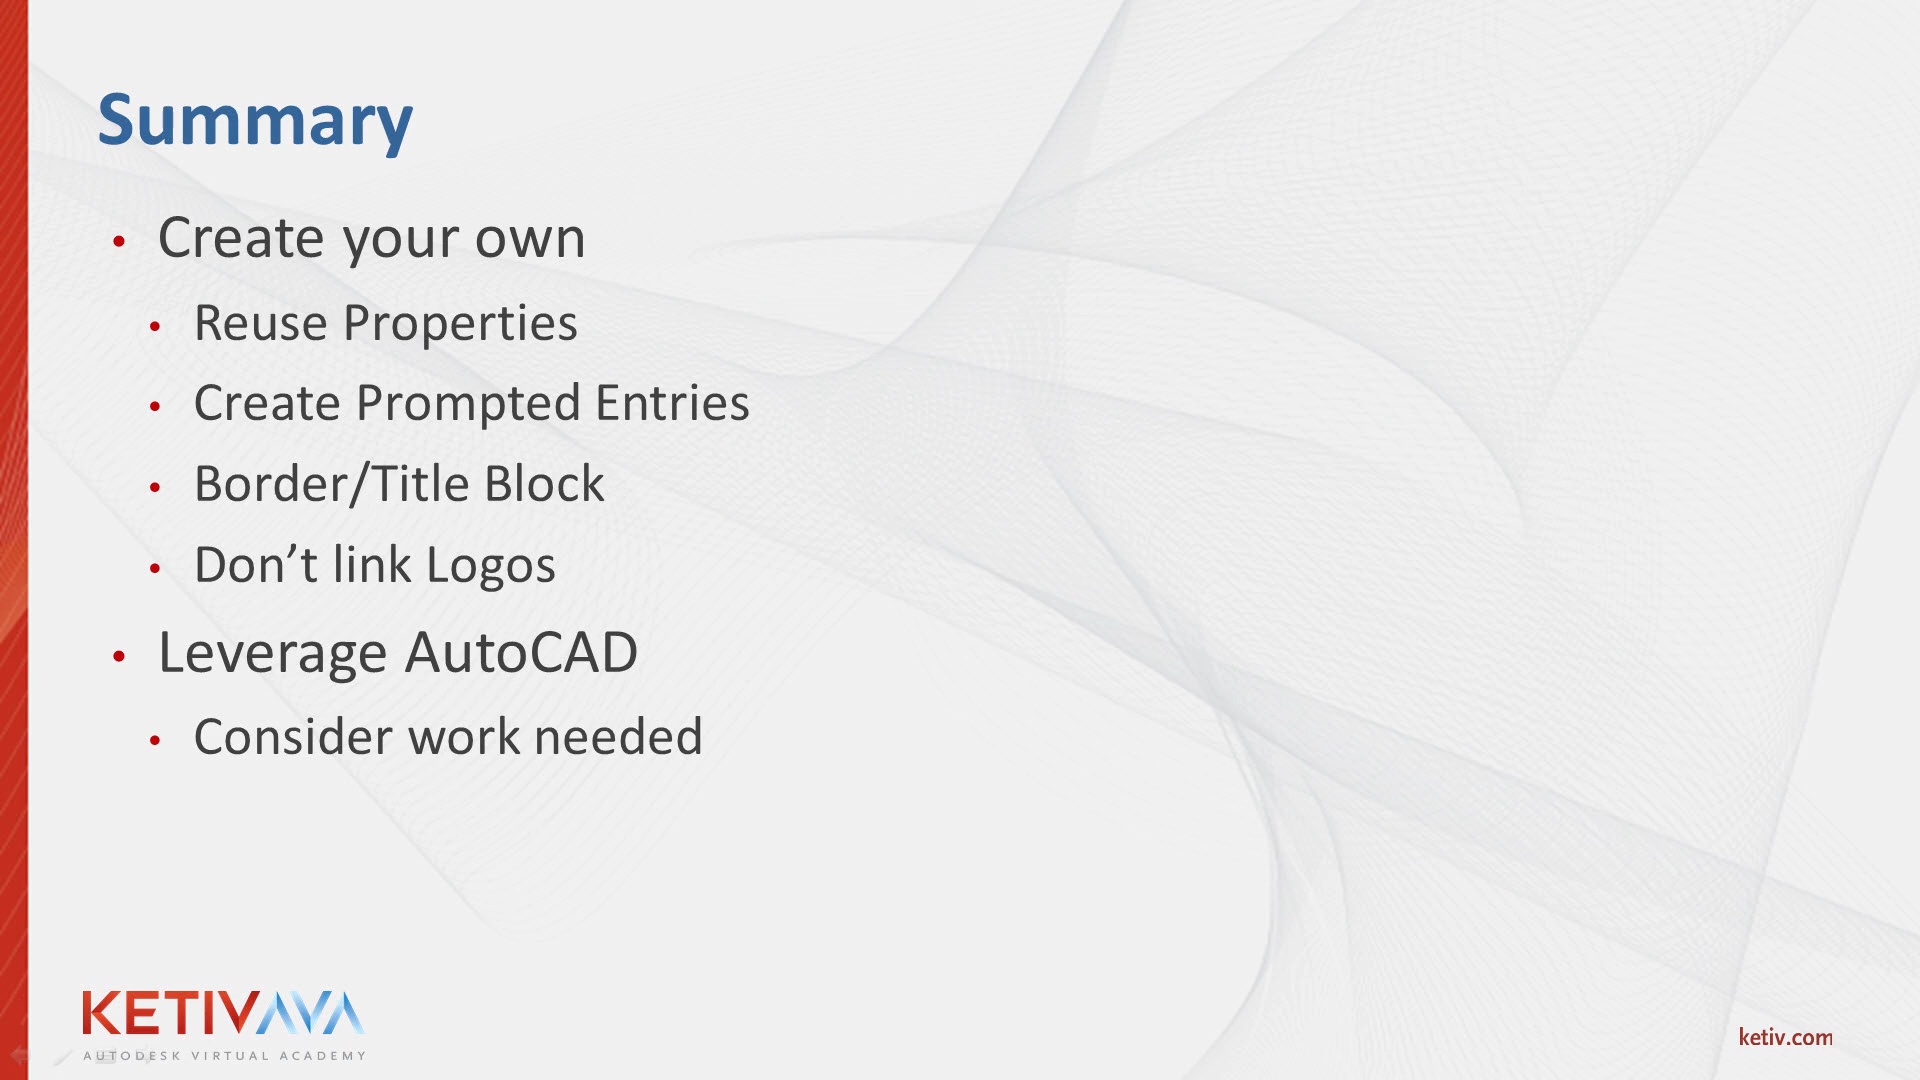 Summary
• Create your own
• Reuse Properties
• Create Prompted Entries
• Border/Title Block
• Don’t link Logos
• Leverage AutoCAD
• Consider work needed
KETIVAVA
AUTODESK VIRTUAL ACADEMY
ketiv.com